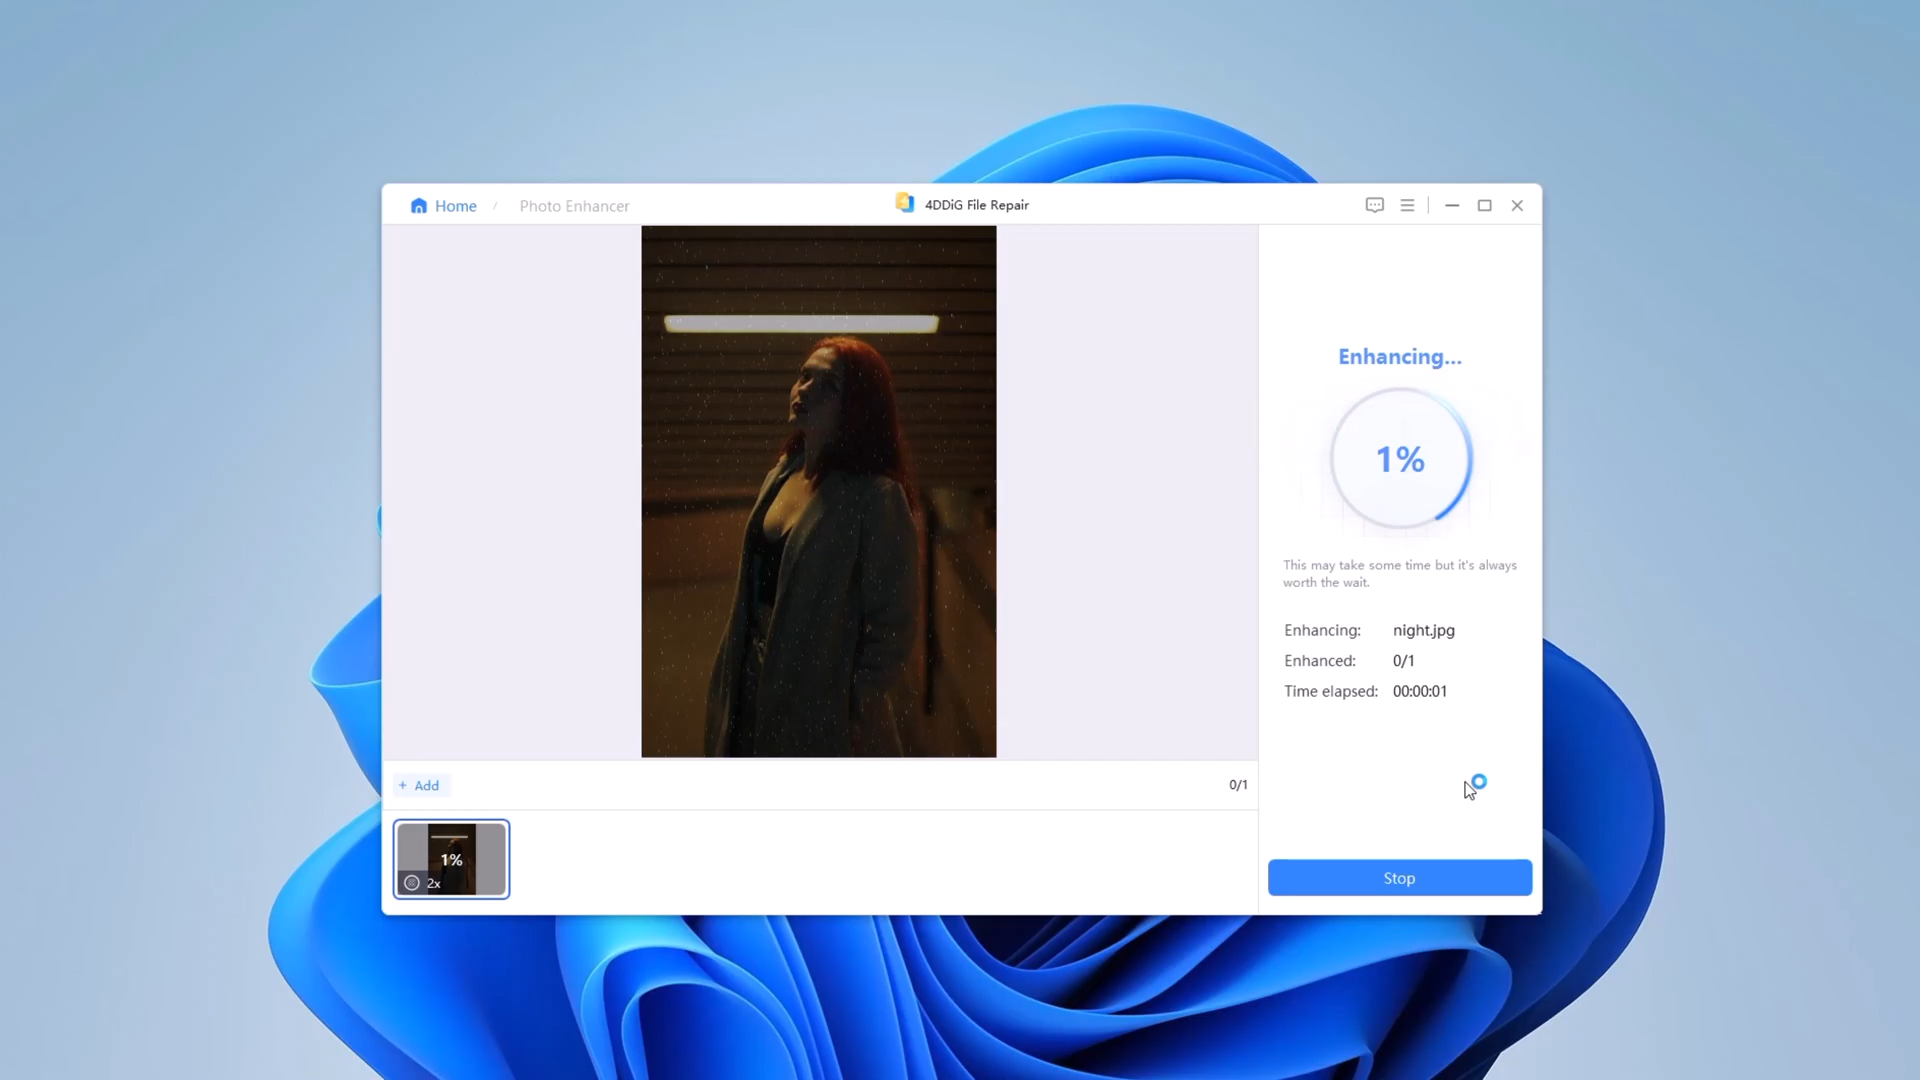 Home / Photo Enhancer
4DDiG File Repair
Enhancing...
1%
This may take some time but it's always
worth the wait.
Enhancing: night.jpg
Enhanced: 0/1
Time elapsed: 00:00:01
+ Add
0/1
1%
2x
Stop